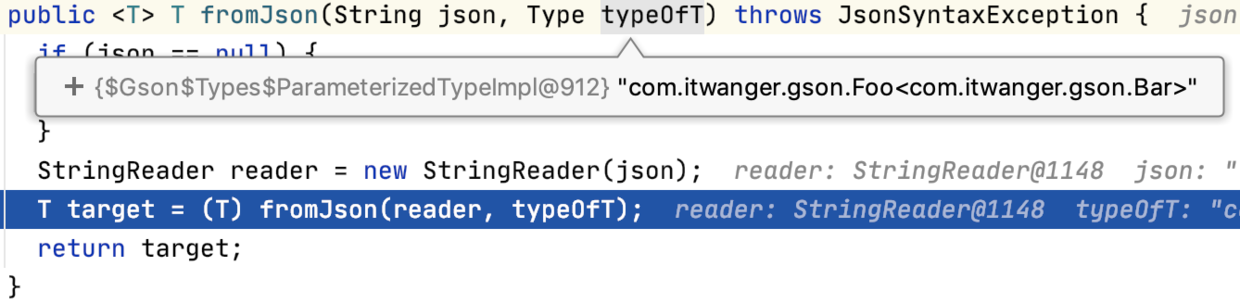 public <T> T fromJson(String json, Type typeOfT) throws JsonSyntaxException {  json
if (json == null) {
+ {$Gson$Types$ParameterizedTypeImpl@912} "com.itwanger.gson.Foo<com.itwanger.gson.Bar>"
}
StringReader reader = new StringReader(json);  reader: StringReader@1148  json: "
T target = (T) fromJson(reader, typeOfT);  reader: StringReader@1148  typeOfT: "c
return target;
}